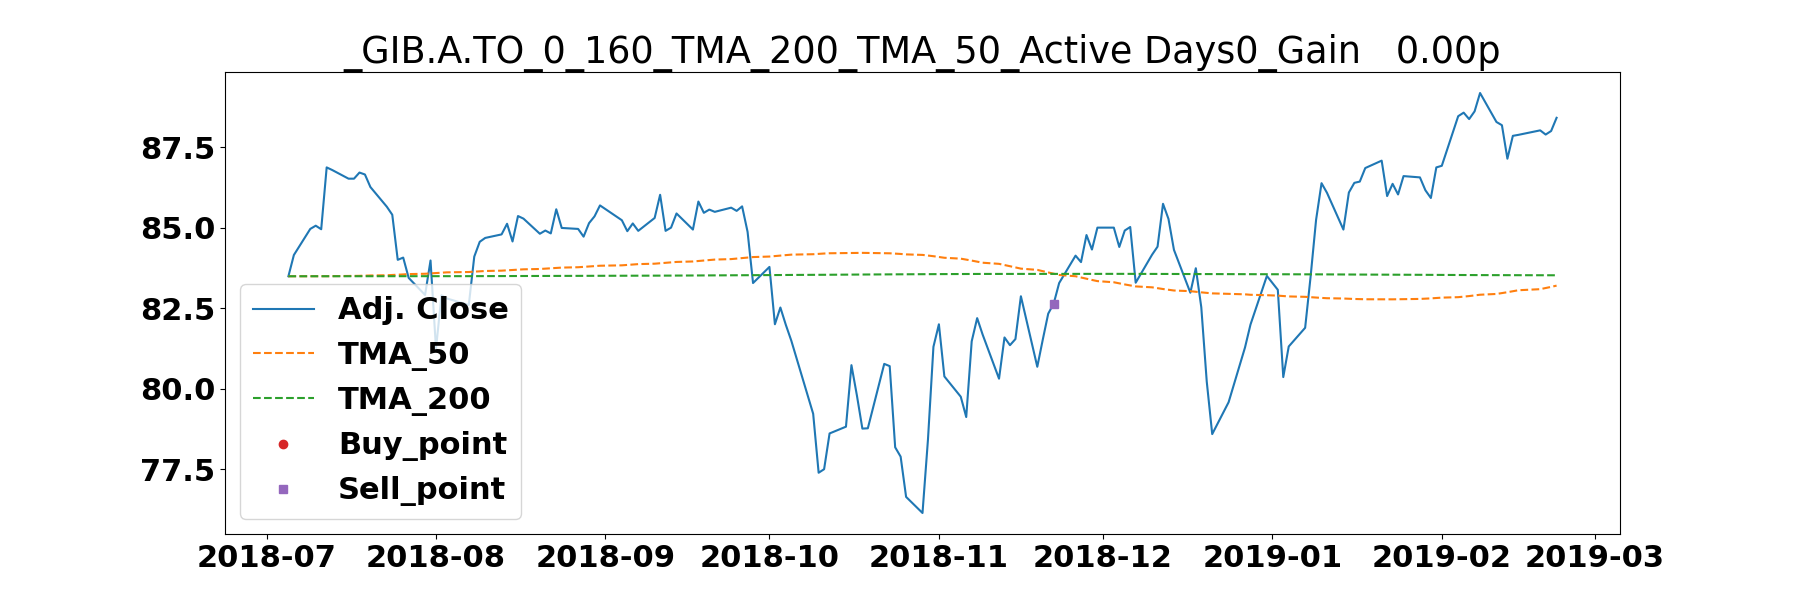 _GIB.A.TO_0_160_TMA_200_TMA_50_Active Days0_Gain   0.00p
87.5
85.0
82.5
80.0
77.5
Adj. Close
TMA_50
TMA_200
Buy_point
Sell_point
2018-07 2018-08 2018-09 2018-10 2018-11 2018-12 2019-01 2019-02 2019-03